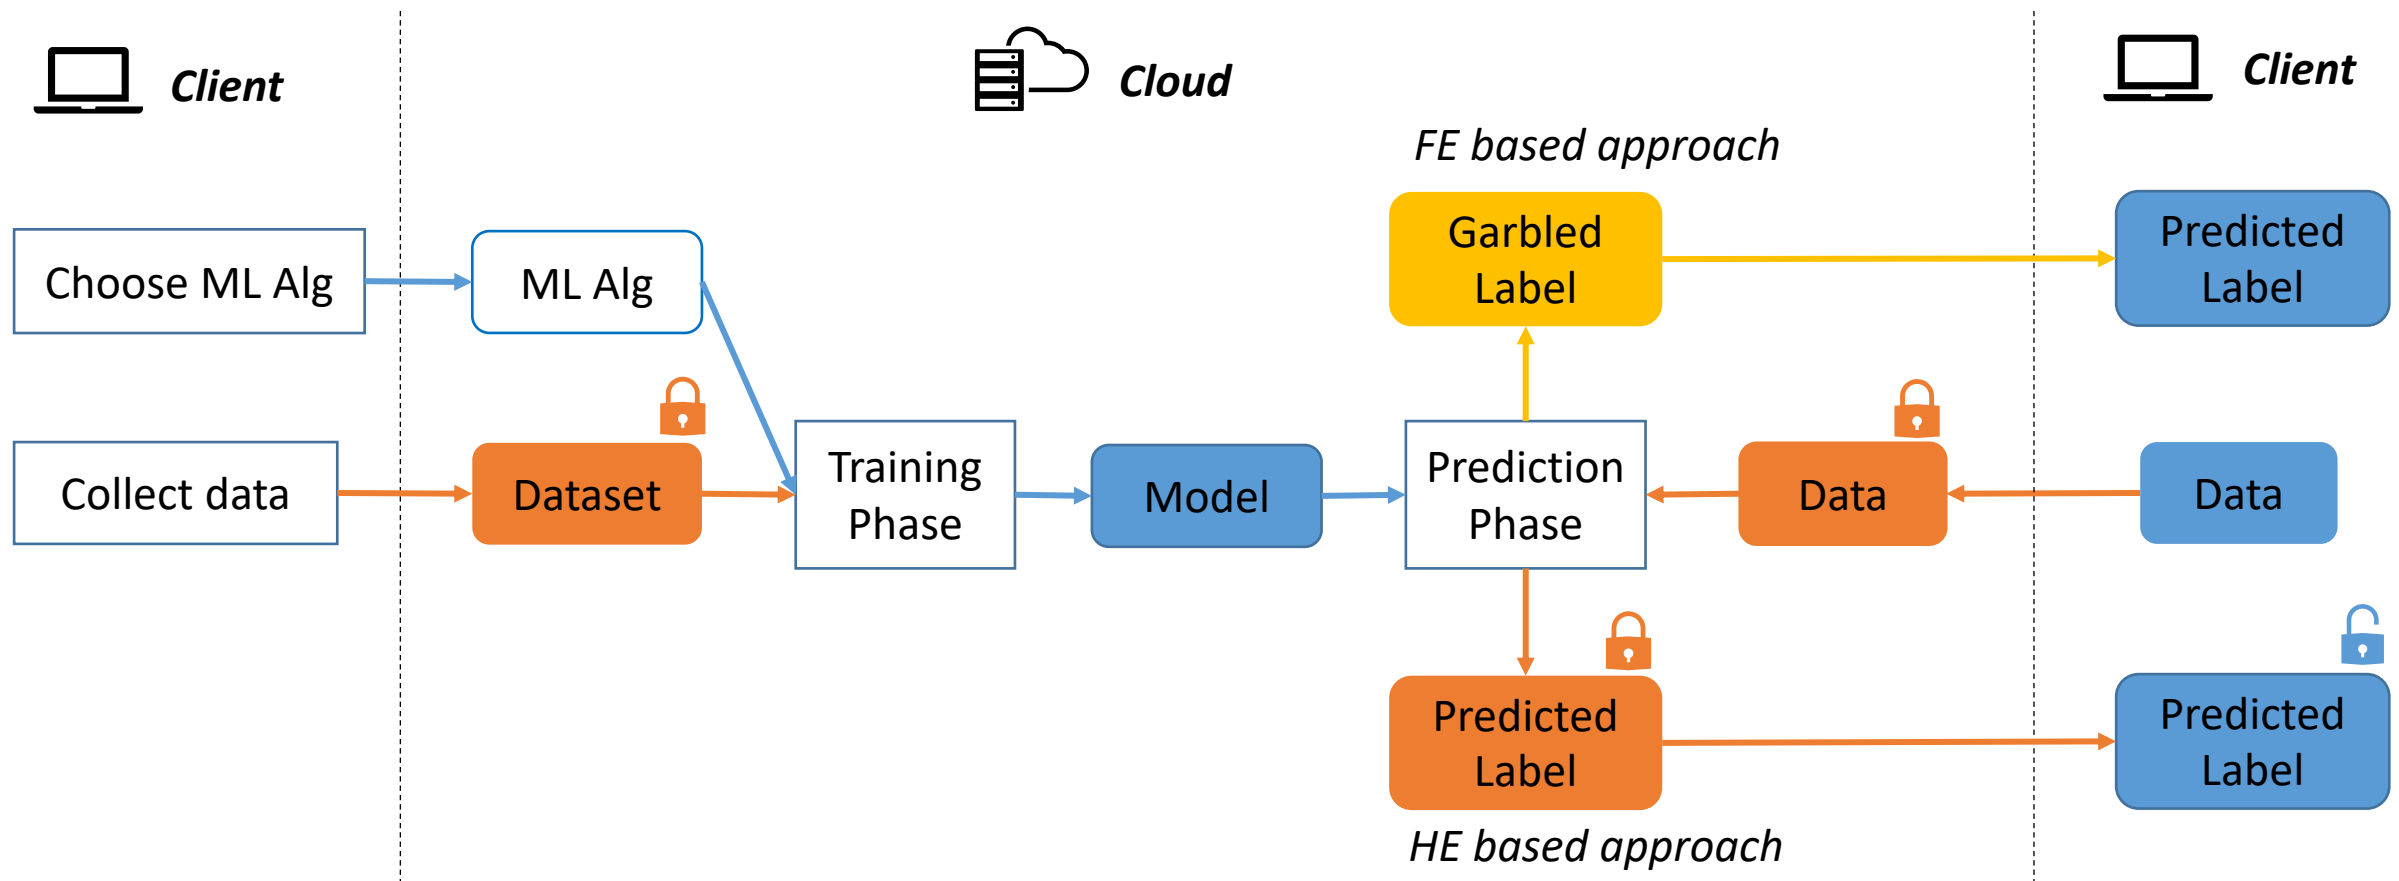 Client
Cloud
Client
FE based approach
Choose ML Alg
ML Alg
Garbled
Label
Predicted
Label
Collect data
Dataset
Training
Phase
Model
Prediction
Phase
Data
Data
Predicted
Label
Predicted
Label
HE based approach